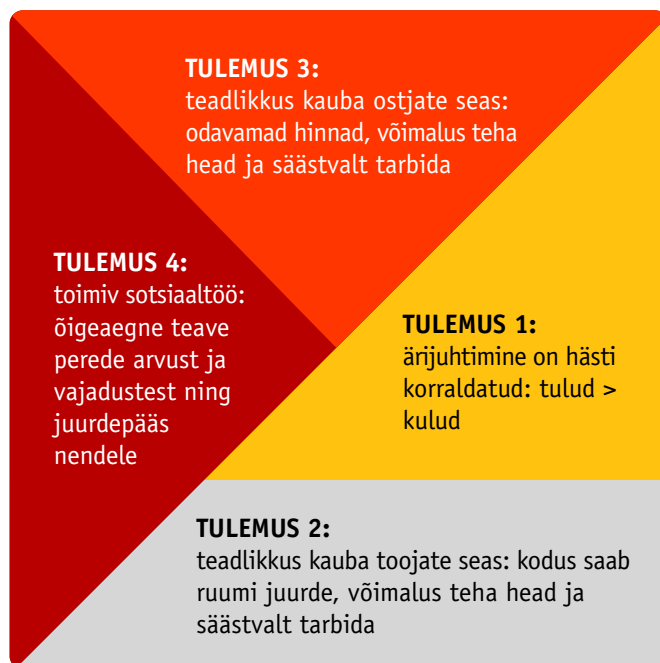 TULEMUS 3:
teadlikkus kauba ostjate seas:
odavamad hinnad, võimalus teha
head ja säästvalt tarbida
TULEMUS 4:
toimiv sotsiaaltöö:
õigeaegne teave
perede arvust ja
vajadustest ning
juurdepääs
nendele
TULEMUS 1:
ärijuhtimine on hästi
korraldatud: tulud >
kulud
TULEMUS 2:
teadlikkus kauba toojate seas: kodus saab
ruumi juurde, võimalus teha head ja
säästvalt tarbida